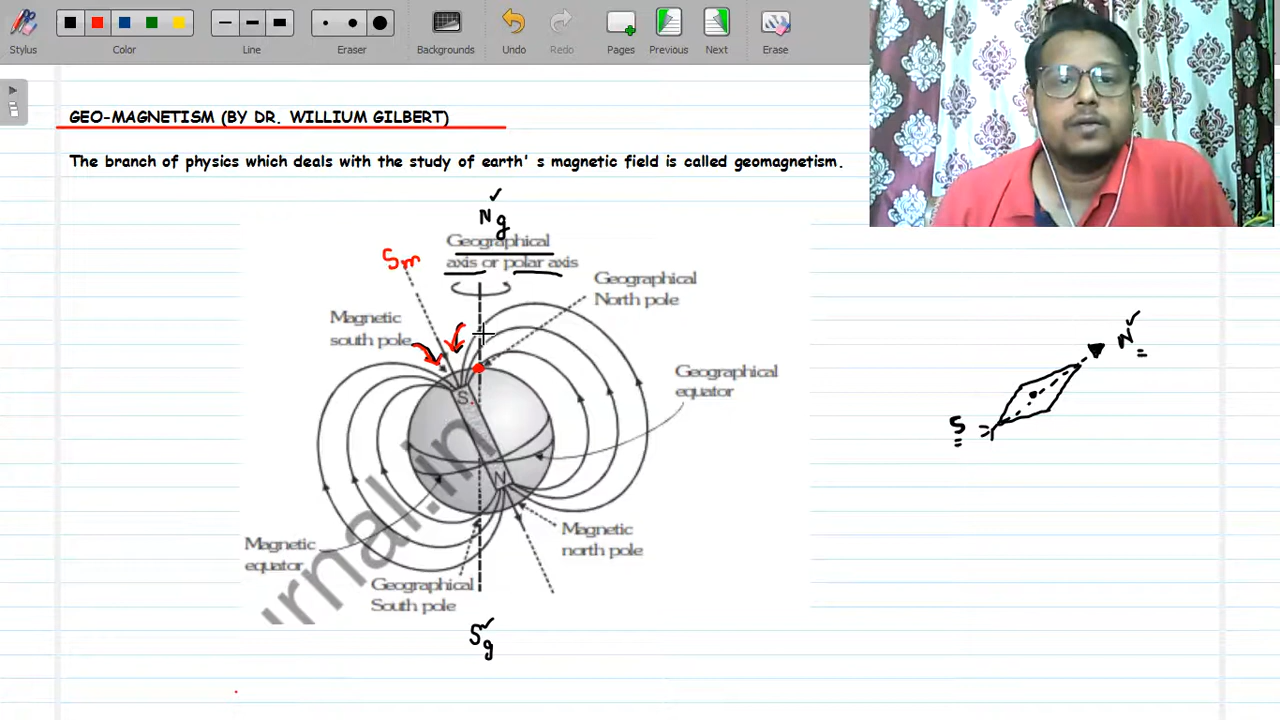 Stylus Color Line Eraser Backgrounds Undo Redo Pages Previous Next Erase
GEO-MAGNETISM (BY DR. WILLIUM GILBERT)
The branch of physics which deals with the study of earth' s magnetic field is called geomagnetism.
Ng
Geographical
axis or polar axis
Sm
Geographical
North pole
Magnetic
south pole
Geographical
equator
S
N
Magnetic
north pole
Magnetic
equator
Geographical
South pole
urnal.in
Sg
N
S